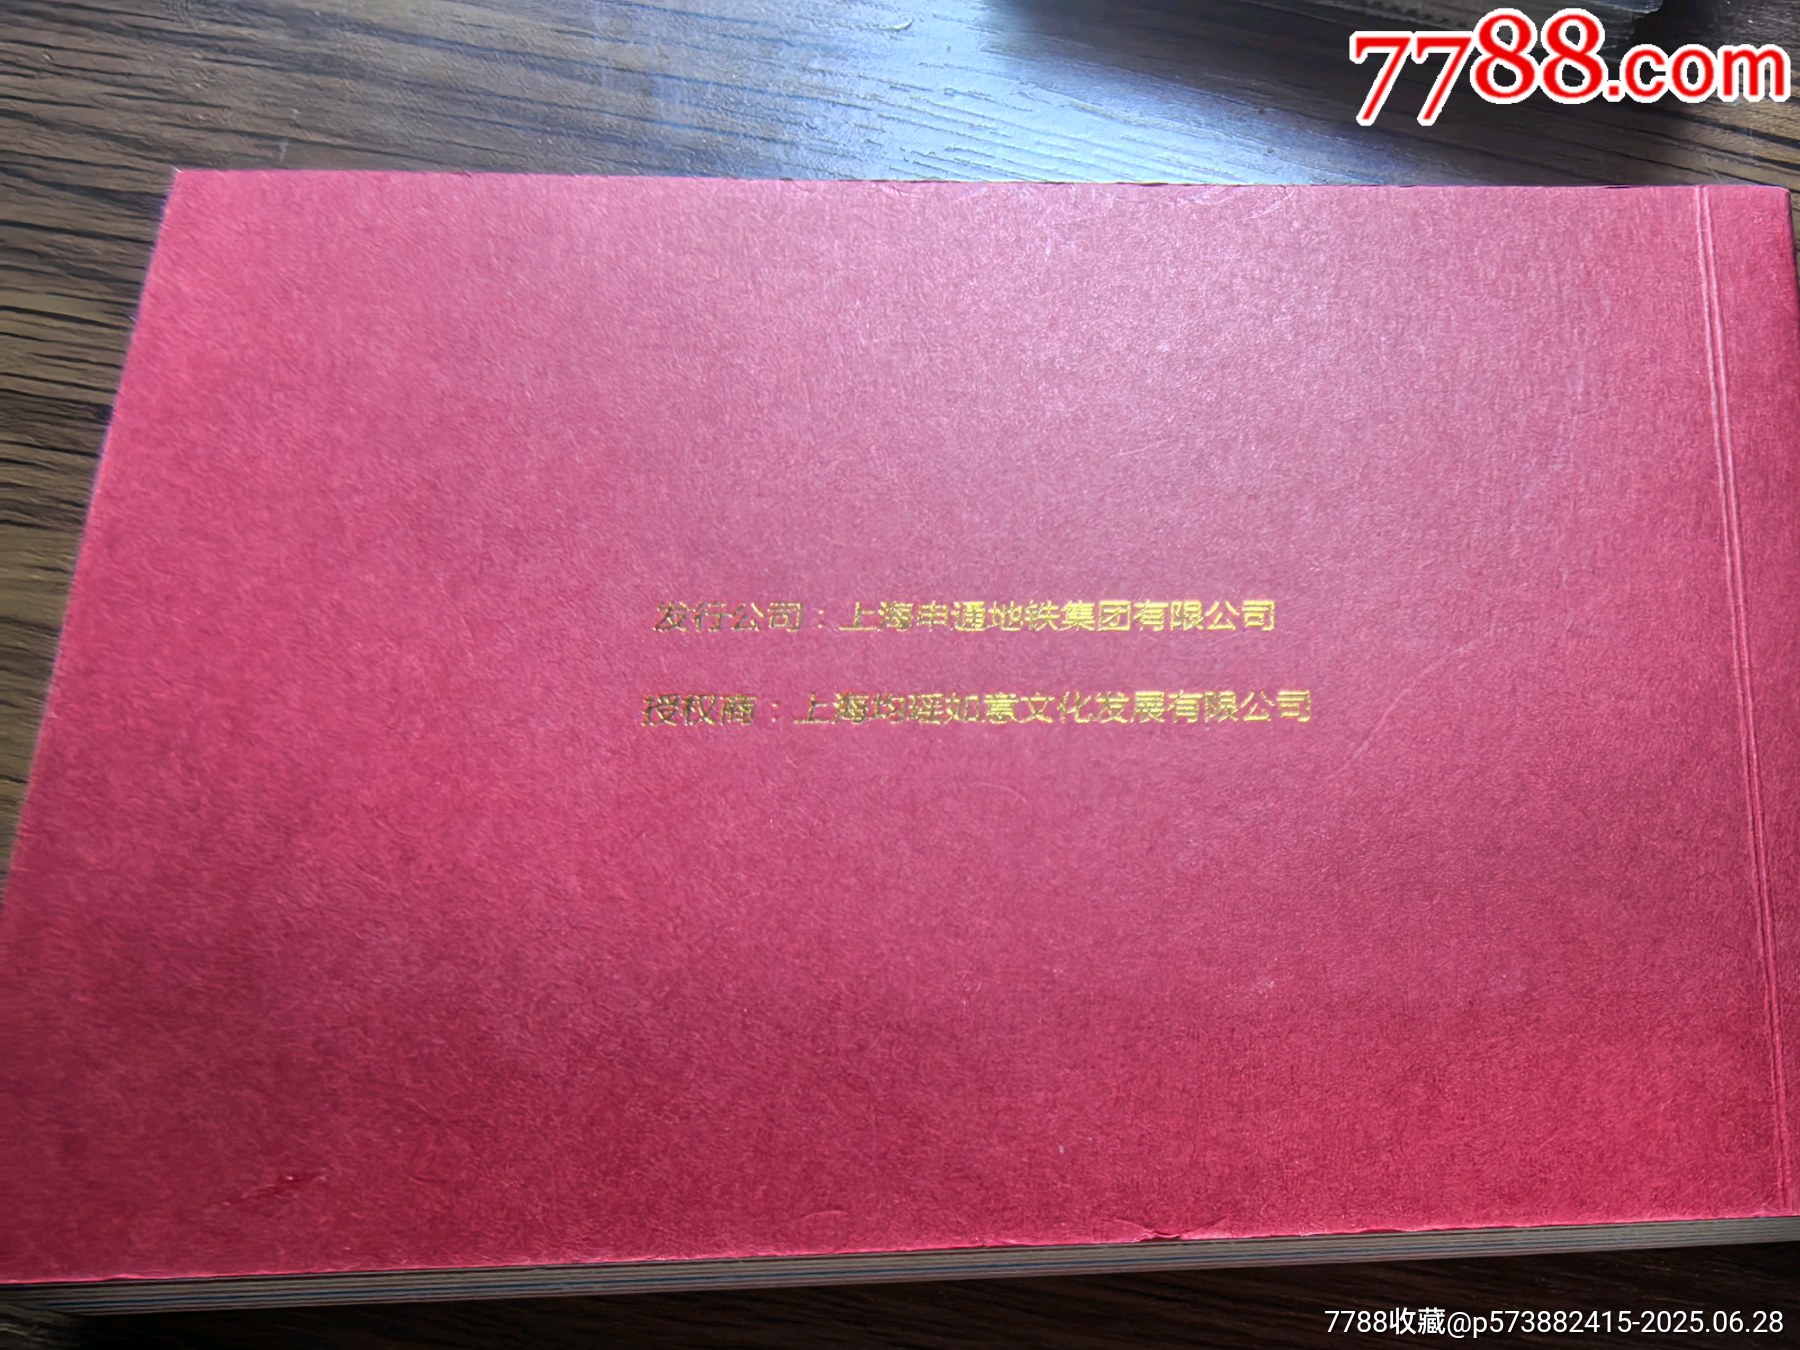 7788.com
发行公司：上海申通地铁集团有限公司
授权商：上海均瑶如意文化发展有限公司
7788收藏@p573882415-2025.06.28